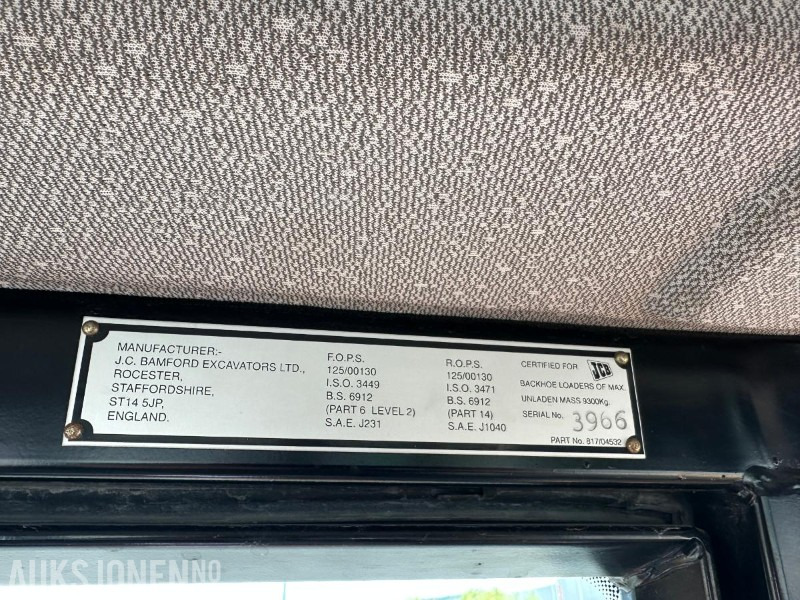 MANUFACTURER:-
J.C. BAMFORD EXCAVATORS LTD.,
ROCESTER,
STAFFORDSHIRE,
ST14 5JP,
ENGLAND.
F.O.P.S.
125/00130
I.S.O. 3449
B.S. 6912
(PART 6 LEVEL 2)
S.A.E. J231
R.O.P.S.
125/00130
I.S.O. 3471
B.S. 6912
(PART 14)
S.A.E. J1040
CERTIFIED FOR JCB
BACKHOE LOADERS OF MAX.
UNLADEN MASS 9300Kg.
SERIAL No. 3966
PART No. 817/04532
AUKSJONEN.NO